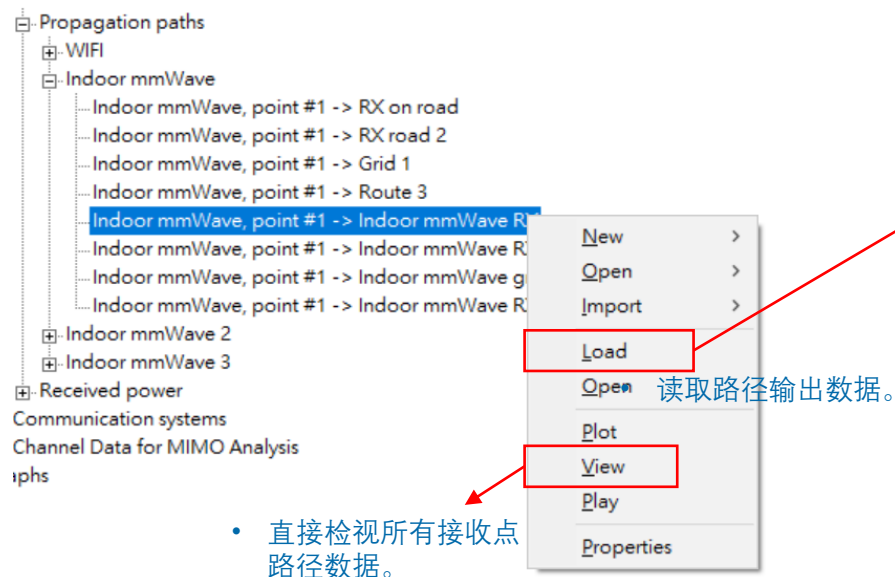 Propagation paths
WIFI
Indoor mmWave
Indoor mmWave, point #1 -> RX on road
Indoor mmWave, point #1 -> RX road 2
Indoor mmWave, point #1 -> Grid 1
Indoor mmWave, point #1 -> Route 3
Indoor mmWave, point #1 -> Indoor mmWave
Indoor mmWave, point #1 -> Indoor mmWave
Indoor mmWave, point #1 -> Indoor mmWave
Indoor mmWave, point #1 -> Indoor mmWave
Indoor mmWave 2
Indoor mmWave 3
Received power
Communication systems
Channel Data for MIMO Analysis
New
Open
Import
Load
Open
Plot
View
Play
Properties
读取路径输出数据。
• 直接检视所有接收点
路径数据。